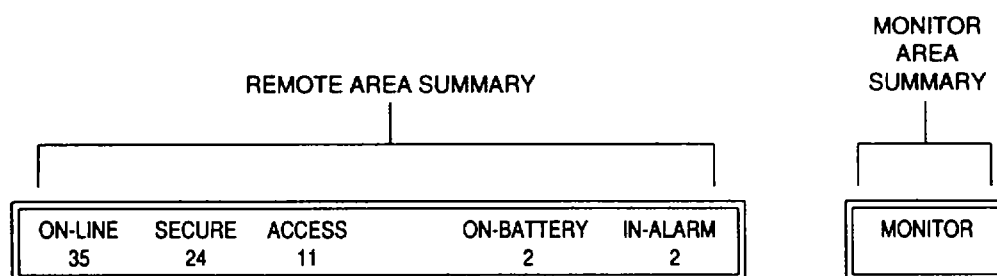 MONITOR
AREA
SUMMARY
REMOTE AREA SUMMARY
ON-LINE SECURE ACCESS ON-BATTERY IN-ALARM MONITOR
35 24 11 2 2